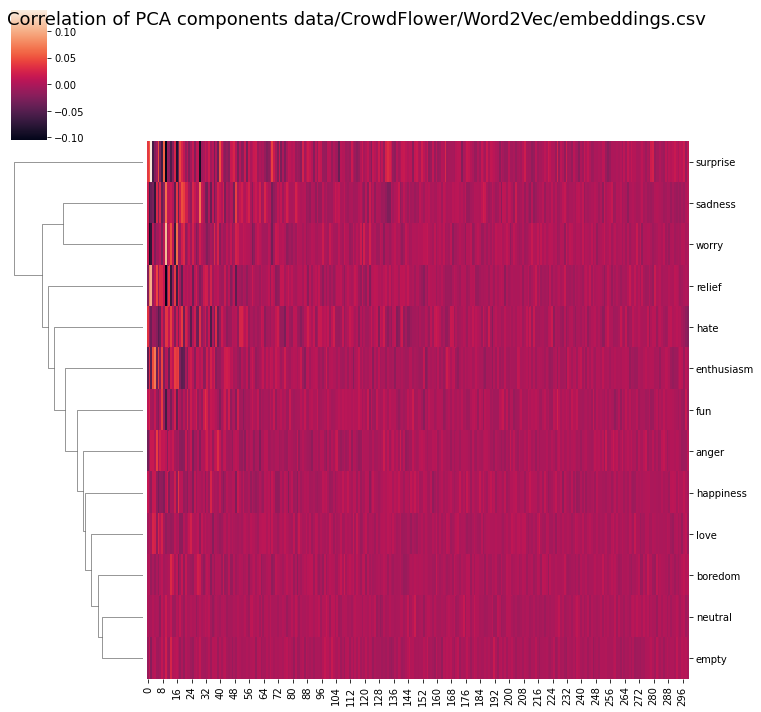 Correlation of PCA components data/CrowdFlower/Word2Vec/embeddings.csv
0.10
0.05
0.00
−0.05
−0.10
surprise
sadness
worry
relief
hate
enthusiasm
fun
anger
happiness
love
boredom
neutral
empty
0 8 16 24 32 40 48 56 64 72 80 88 96 104 112 120 128 136 144 152 160 168 176 184 192 200 208 216 224 232 240 248 256 264 272 280 288 296